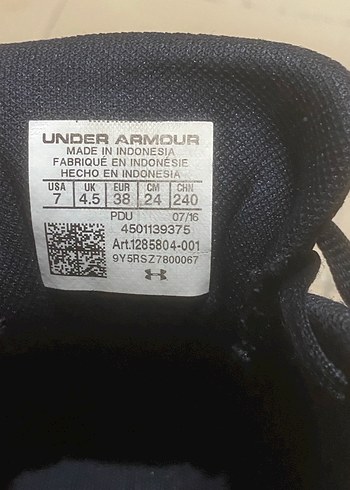 UNDER ARMOUR
MADE IN INDONESIA
FABRIQUÉ EN INDONÉSIE
HECHO EN INDONESIA
USA UK EUR CM CHN
7 4.5 38 24 240
PDU 07/16
4501139375
Art.1285804-001
9Y5RSZ7800067